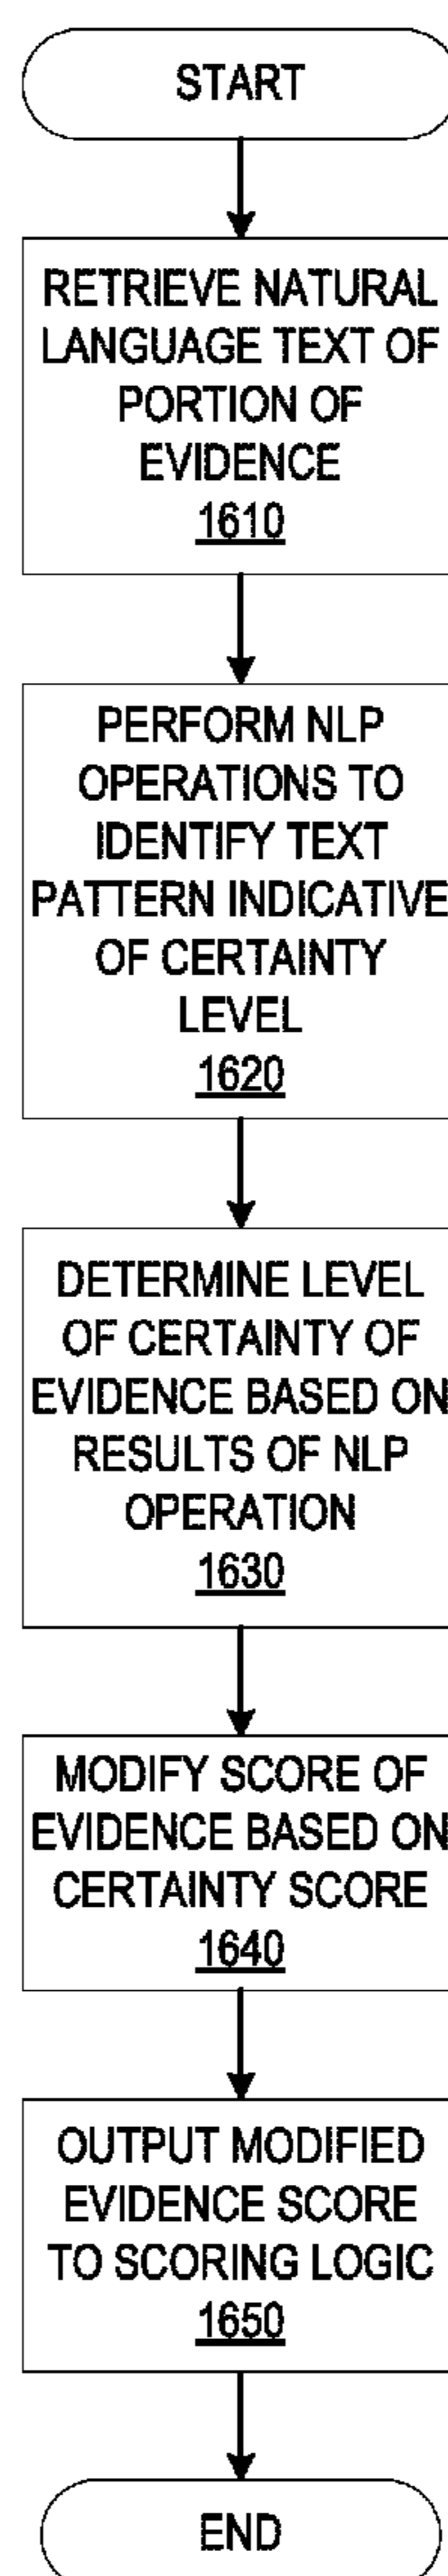 START
RETRIEVE NATURAL
LANGUAGE TEXT OF
PORTION OF
EVIDENCE
1610
PERFORM NLP
OPERATIONS TO
IDENTIFY TEXT
PATTERN INDICATIVE
OF CERTAINTY
LEVEL
1620
DETERMINE LEVEL
OF CERTAINTY OF
EVIDENCE BASED ON
RESULTS OF NLP
OPERATION
1630
MODIFY SCORE OF
EVIDENCE BASED ON
CERTAINTY SCORE
1640
OUTPUT MODIFIED
EVIDENCE SCORE
TO SCORING LOGIC
1650
END